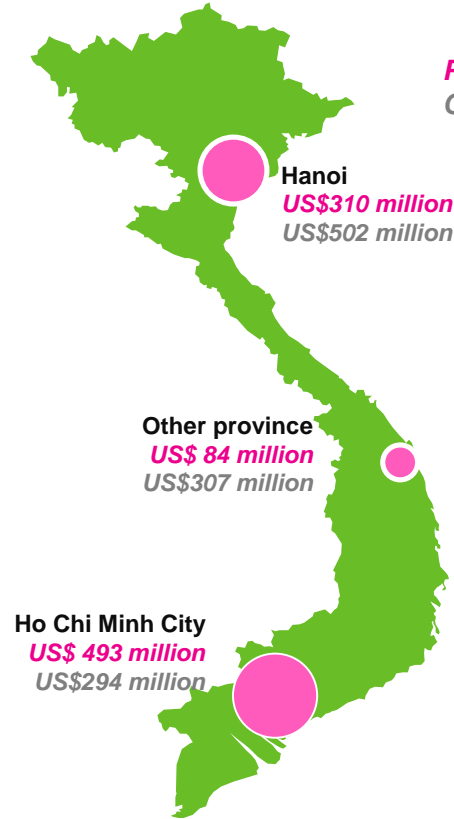 Hanoi
US$310 million
US$502 million
Other province
US$ 84 million
US$307 million
Ho Chi Minh City
US$ 493 million
US$294 million